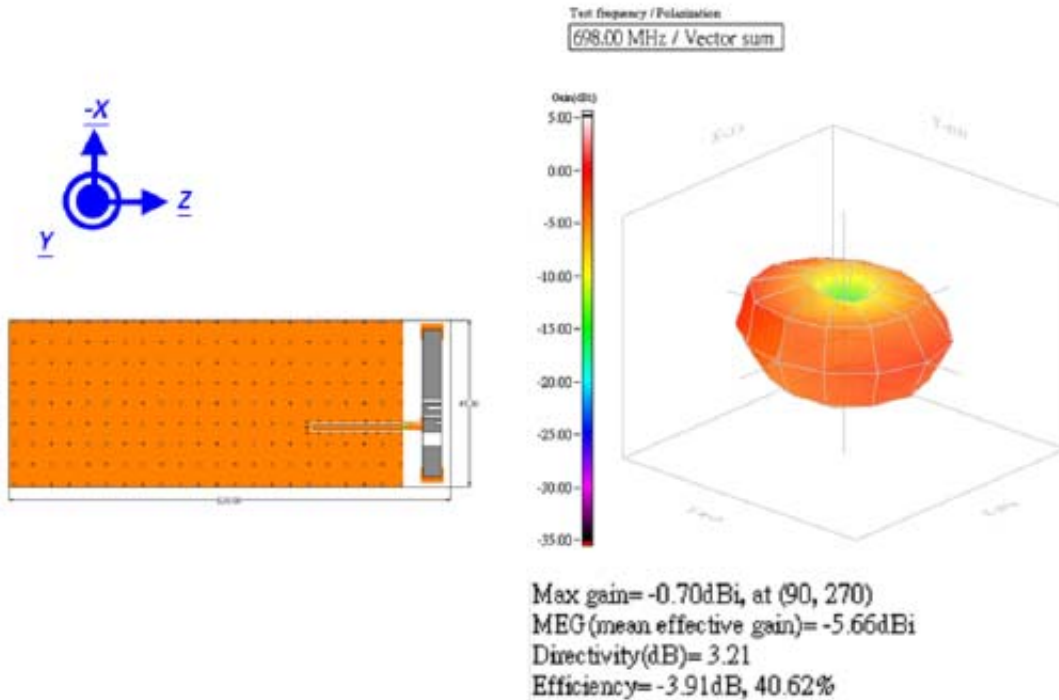 Test frequency / Polarization
698.00 MHz / Vector sum
-X
Z
Y
Gain(dBi)
5.00
0.00
-5.00
-10.00
-15.00
-20.00
-25.00
-30.00
-35.00
Max gain= -0.70dBi, at (90, 270)
MEG(mean effective gain)= -5.66dBi
Directivity(dB)= 3.21
Efficiency= -3.91dB, 40.62%